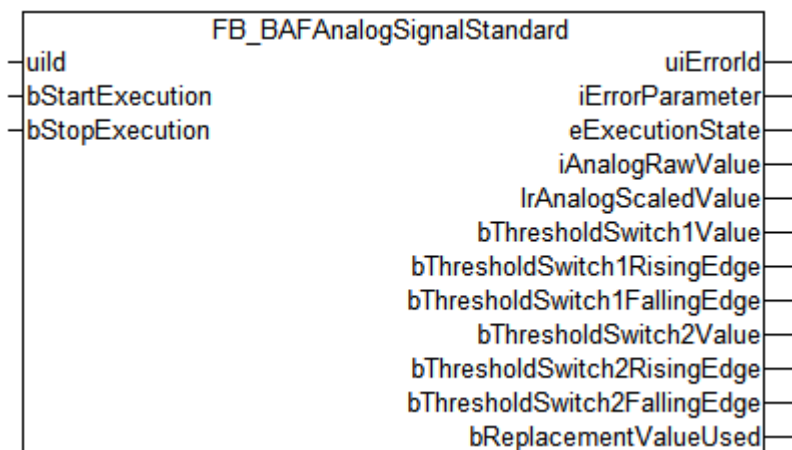 FB_BAFAnalogSignalStandard
uiId uiErrorId
bStartExecution iErrorParameter
bStopExecution eExecutionState
iAnalogRawValue
lrAnalogScaledValue
bThresholdSwitch1Value
bThresholdSwitch1RisingEdge
bThresholdSwitch1FallingEdge
bThresholdSwitch2Value
bThresholdSwitch2RisingEdge
bThresholdSwitch2FallingEdge
bReplacementValueUsed